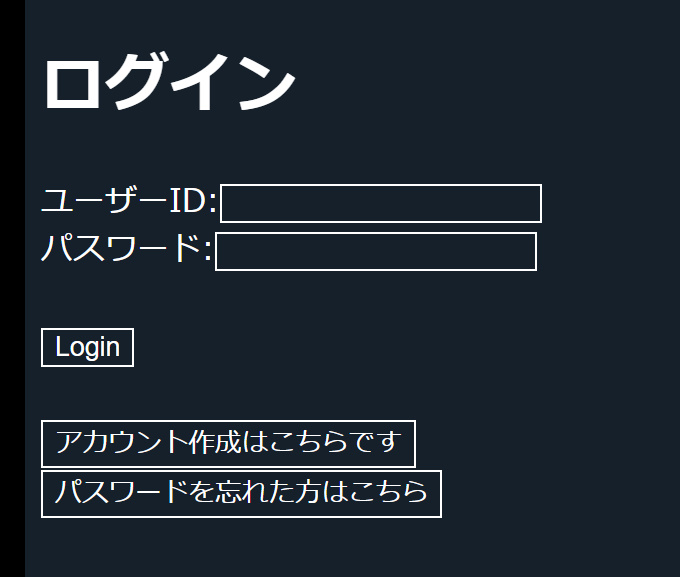 ログイン
ユーザーID:
パスワード:
Login
アカウント作成はこちらです
パスワードを忘れた方はこちら